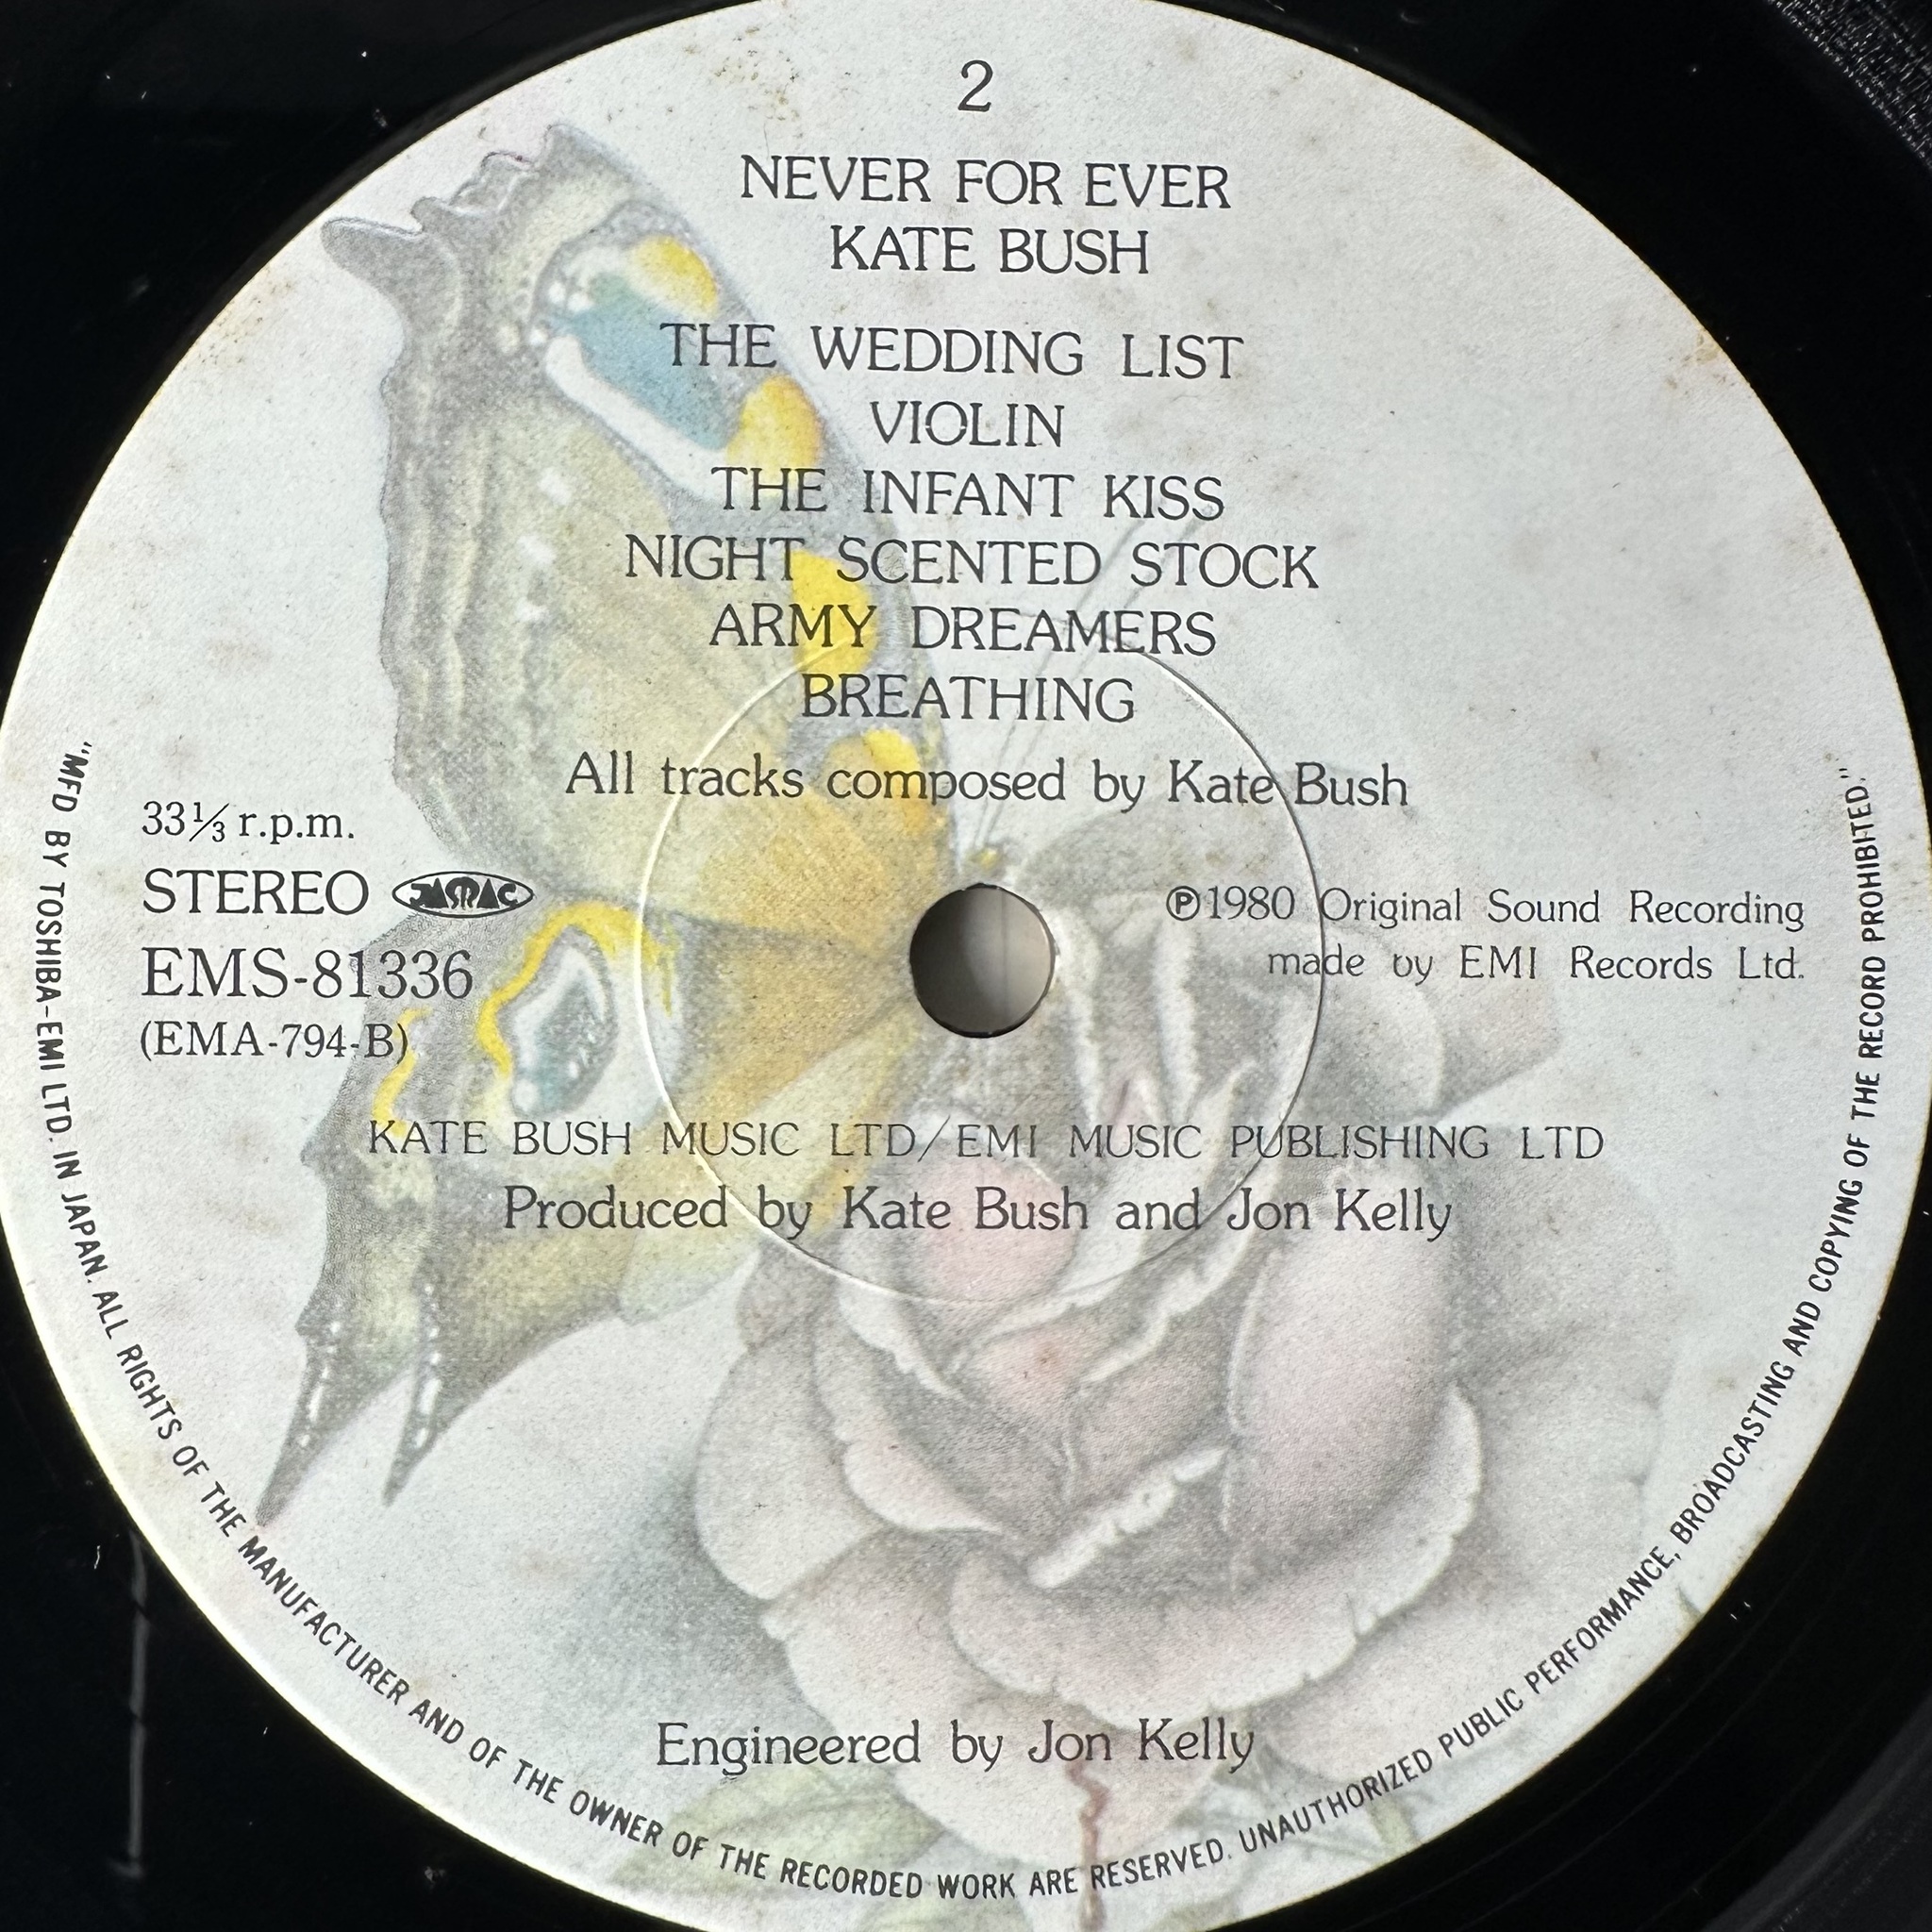 2
NEVER FOR EVER
KATE BUSH
THE WEDDING LIST
VIOLIN
THE INFANT KISS
NIGHT SCENTED STOCK
ARMY DREAMERS
BREATHING
All tracks composed by Kate Bush
33⅓ r.p.m.
STEREO JASRAC
EMS-81336
(EMA-794-B)
℗1980 Original Sound Recording
made by EMI Records Ltd.
KATE BUSH MUSIC LTD/EMI MUSIC PUBLISHING LTD
Produced by Kate Bush and Jon Kelly
Engineered by Jon Kelly
"MFD BY TOSHIBA-EMI LTD. IN JAPAN. ALL RIGHTS OF THE MANUFACTURER AND OF THE OWNER OF THE RECORDED WORK ARE RESERVED. UNAUTHORIZED PUBLIC PERFORMANCE, BROADCASTING AND COPYING OF THE RECORD PROHIBITED."